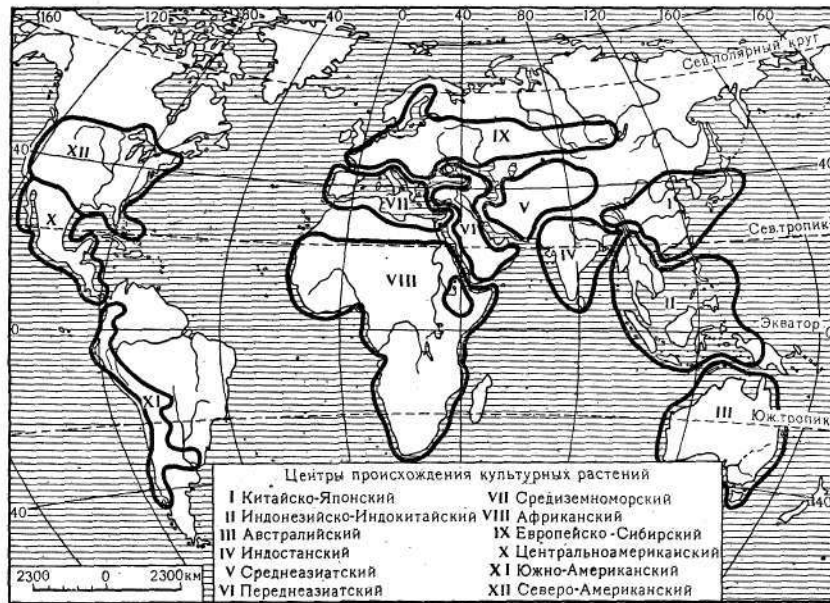 160 120 80 0 40 80 120 160 160
Сев.полярный круг
IX
40
XII
40
VII
V
I
X
VI
Сев.тропик
IV
VIII
5
II
0
Экватор
0
XI
III
Юж.тропик
Центры происхождения культурных растений
I Китайско-Японский
II Индонезийско-Индокитайский
III Австралийский
IV Индостанский
V Среднеазиатский
VI Переднеазиатский
VII Средиземноморский
VIII Африканский
IX Европейско-Сибирский
X Центральноамериканский
XI Южно-Американский
XII Северо-Американский
40
140
2300 0 2300км